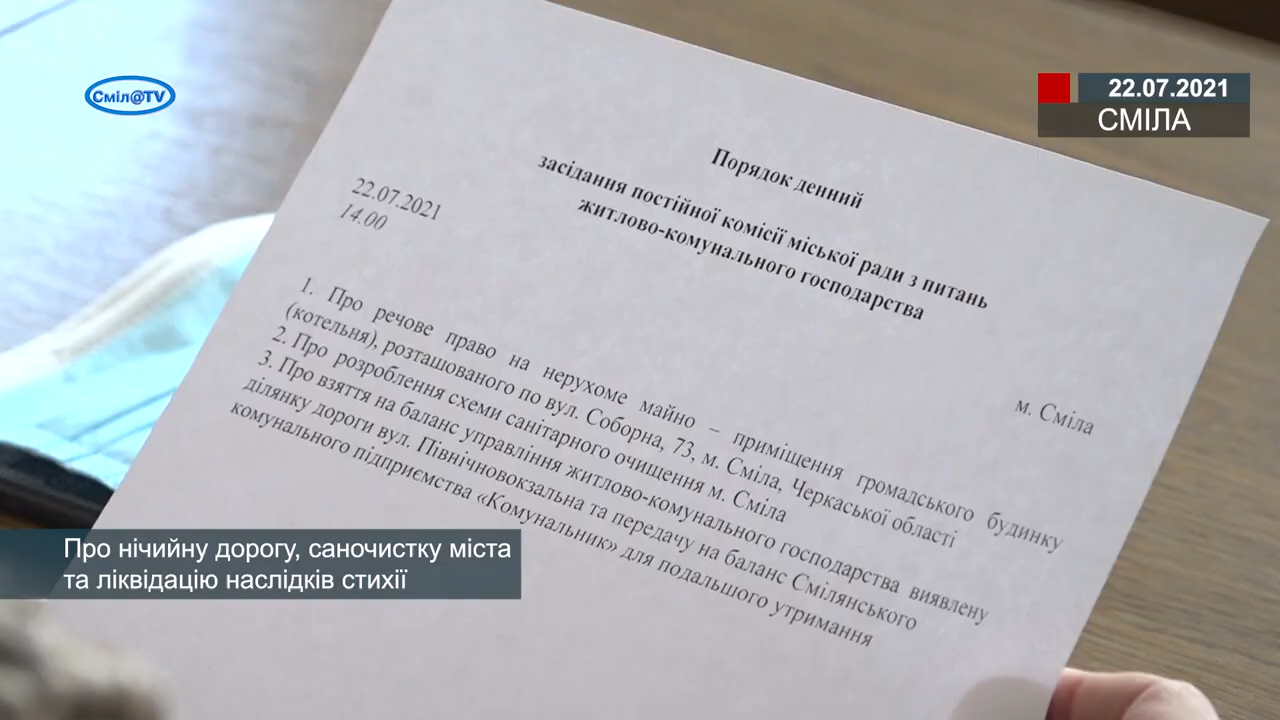 Сміл@TV
22.07.2021
СМІЛА
Порядок денний
засідання постійної комісії міської ради з питань
житлово-комунального господарства
22.07.2021
14.00
м. Сміла
1. Про речове право на нерухоме майно – приміщення громадського будинку
(котельня), розташованого по вул. Соборна, 73, м. Сміла, Черкаської області
2. Про розроблення схеми санітарного очищення м. Сміла
3. Про взяття на баланс управління житлово-комунального господарства виявлену
ділянку дороги вул. Північновокзальна та передачу на баланс Смілянського
комунального підприємства «Комунальник» для подальшого утримання
Про нічийну дорогу, саночистку міста
та ліквідацію наслідків стихії